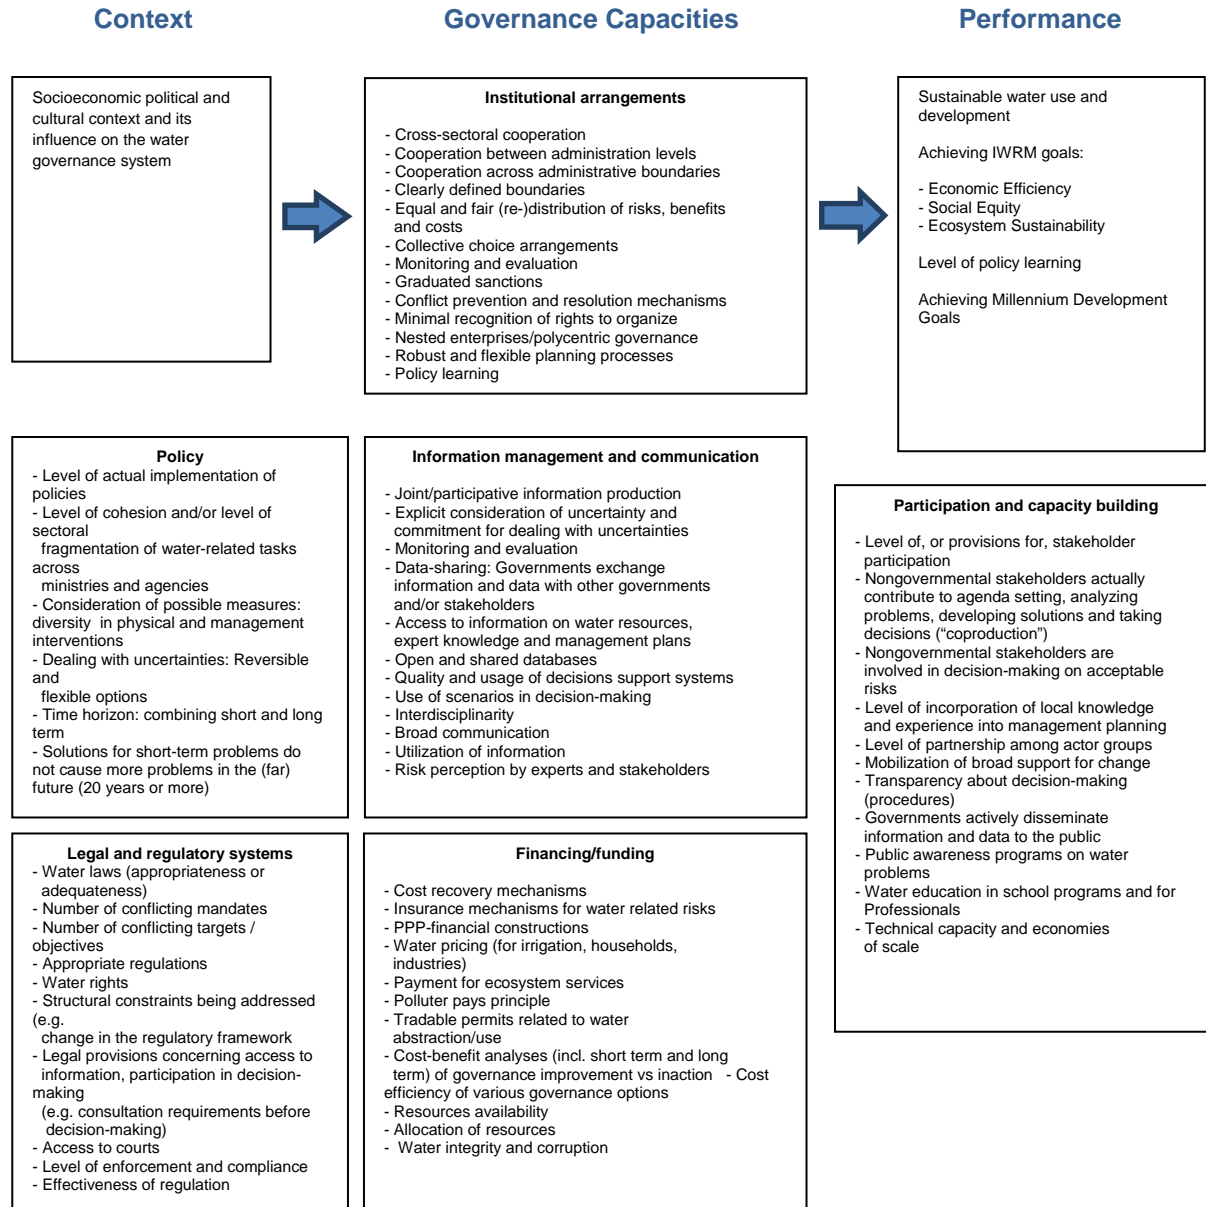 Context
Governance Capacities
Performance
Socioeconomic political and
cultural context and its
influence on the water
governance system
Institutional arrangements
- Cross-sectoral cooperation
- Cooperation between administration levels
- Cooperation across administrative boundaries
- Clearly defined boundaries
- Equal and fair (re-)distribution of risks, benefits
and costs
- Collective choice arrangements
- Monitoring and evaluation
- Graduated sanctions
- Conflict prevention and resolution mechanisms
- Minimal recognition of rights to organize
- Nested enterprises/polycentric governance
- Robust and flexible planning processes
- Policy learning
Sustainable water use and
development
Achieving IWRM goals:
- Economic Efficiency
- Social Equity
- Ecosystem Sustainability
Level of policy learning
Achieving Millennium Development
Goals
Policy
- Level of actual implementation of
policies
- Level of cohesion and/or level of
sectoral
fragmentation of water-related tasks
across
ministries and agencies
- Consideration of possible measures:
diversity in physical and management
interventions
- Dealing with uncertainties: Reversible
and
flexible options
- Time horizon: combining short and long
term
- Solutions for short-term problems do
not cause more problems in the (far)
future (20 years or more)
Information management and communication
- Joint/participative information production
- Explicit consideration of uncertainty and
commitment for dealing with uncertainties
- Monitoring and evaluation
- Data-sharing: Governments exchange
information and data with other governments
and/or stakeholders
- Access to information on water resources,
expert knowledge and management plans
- Open and shared databases
- Quality and usage of decisions support systems
- Use of scenarios in decision-making
- Interdisciplinarity
- Broad communication
- Utilization of information
- Risk perception by experts and stakeholders
Participation and capacity building
- Level of, or provisions for, stakeholder
participation
- Nongovernmental stakeholders actually
contribute to agenda setting, analyzing
problems, developing solutions and taking
decisions (“coproduction”)
- Nongovernmental stakeholders are
involved in decision-making on acceptable
risks
- Level of incorporation of local knowledge
and experience into management planning
- Level of partnership among actor groups
- Mobilization of broad support for change
- Transparency about decision-making
(procedures)
- Governments actively disseminate
information and data to the public
- Public awareness programs on water
problems
- Water education in school programs and for
Professionals
- Technical capacity and economies
of scale
Legal and regulatory systems
- Water laws (appropriateness or
adequateness)
- Number of conflicting mandates
- Number of conflicting targets /
objectives
- Appropriate regulations
- Water rights
- Structural constraints being addressed
(e.g.
change in the regulatory framework
- Legal provisions concerning access to
information, participation in decision-
making
(e.g. consultation requirements before
decision-making)
- Access to courts
- Level of enforcement and compliance
- Effectiveness of regulation
Financing/funding
- Cost recovery mechanisms
- Insurance mechanisms for water related risks
- PPP-financial constructions
- Water pricing (for irrigation, households,
industries)
- Payment for ecosystem services
- Polluter pays principle
- Tradable permits related to water
abstraction/use
- Cost-benefit analyses (incl. short term and long
term) of governance improvement vs inaction - Cost
efficiency of various governance options
- Resources availability
- Allocation of resources
- Water integrity and corruption